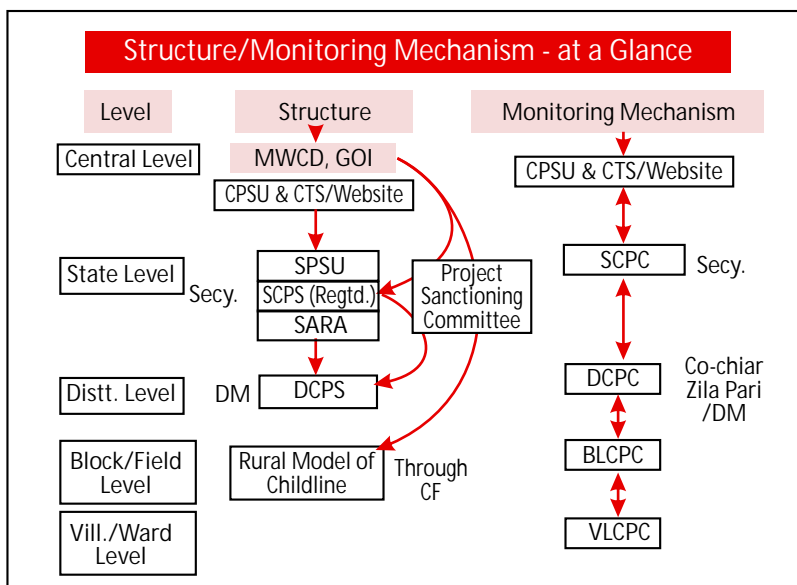 Structure/Monitoring Mechanism - at a Glance
Level
Structure
Monitoring Mechanism
Central Level
MWCD, GOI
CPSU & CTS/Website
CPSU & CTS/Website
State Level
Secy.
SPSU
SCPS (Regtd.)
SARA
Project
Sanctioning
Committee
SCPC
Secy.
Distt. Level
DM
DCPS
DCPC
Co-chiar
Zila Pari
/DM
Block/Field
Level
Rural Model of
Childline
Through
CF
BLCPC
Vill./Ward
Level
VLCPC